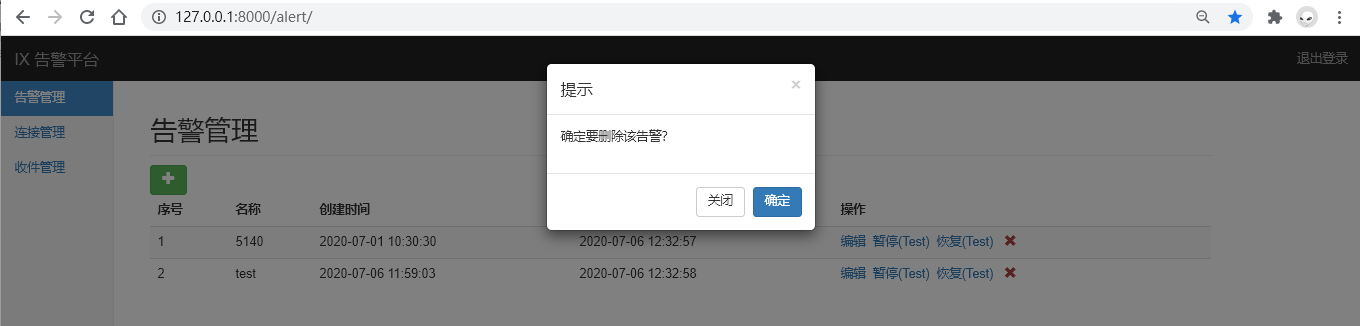 127.0.0.1:8000/alert/
IX 告警平台
退出登录
告警管理
连接管理
收件管理
告警管理
提示
×
确定要删除该告警?
关闭 确定
序号 名称 创建时间 操作
1 5140 2020-07-01 10:30:30 2020-07-06 12:32:57 编辑 暂停(Test) 恢复(Test)
2 test 2020-07-06 11:59:03 2020-07-06 12:32:58 编辑 暂停(Test) 恢复(Test)